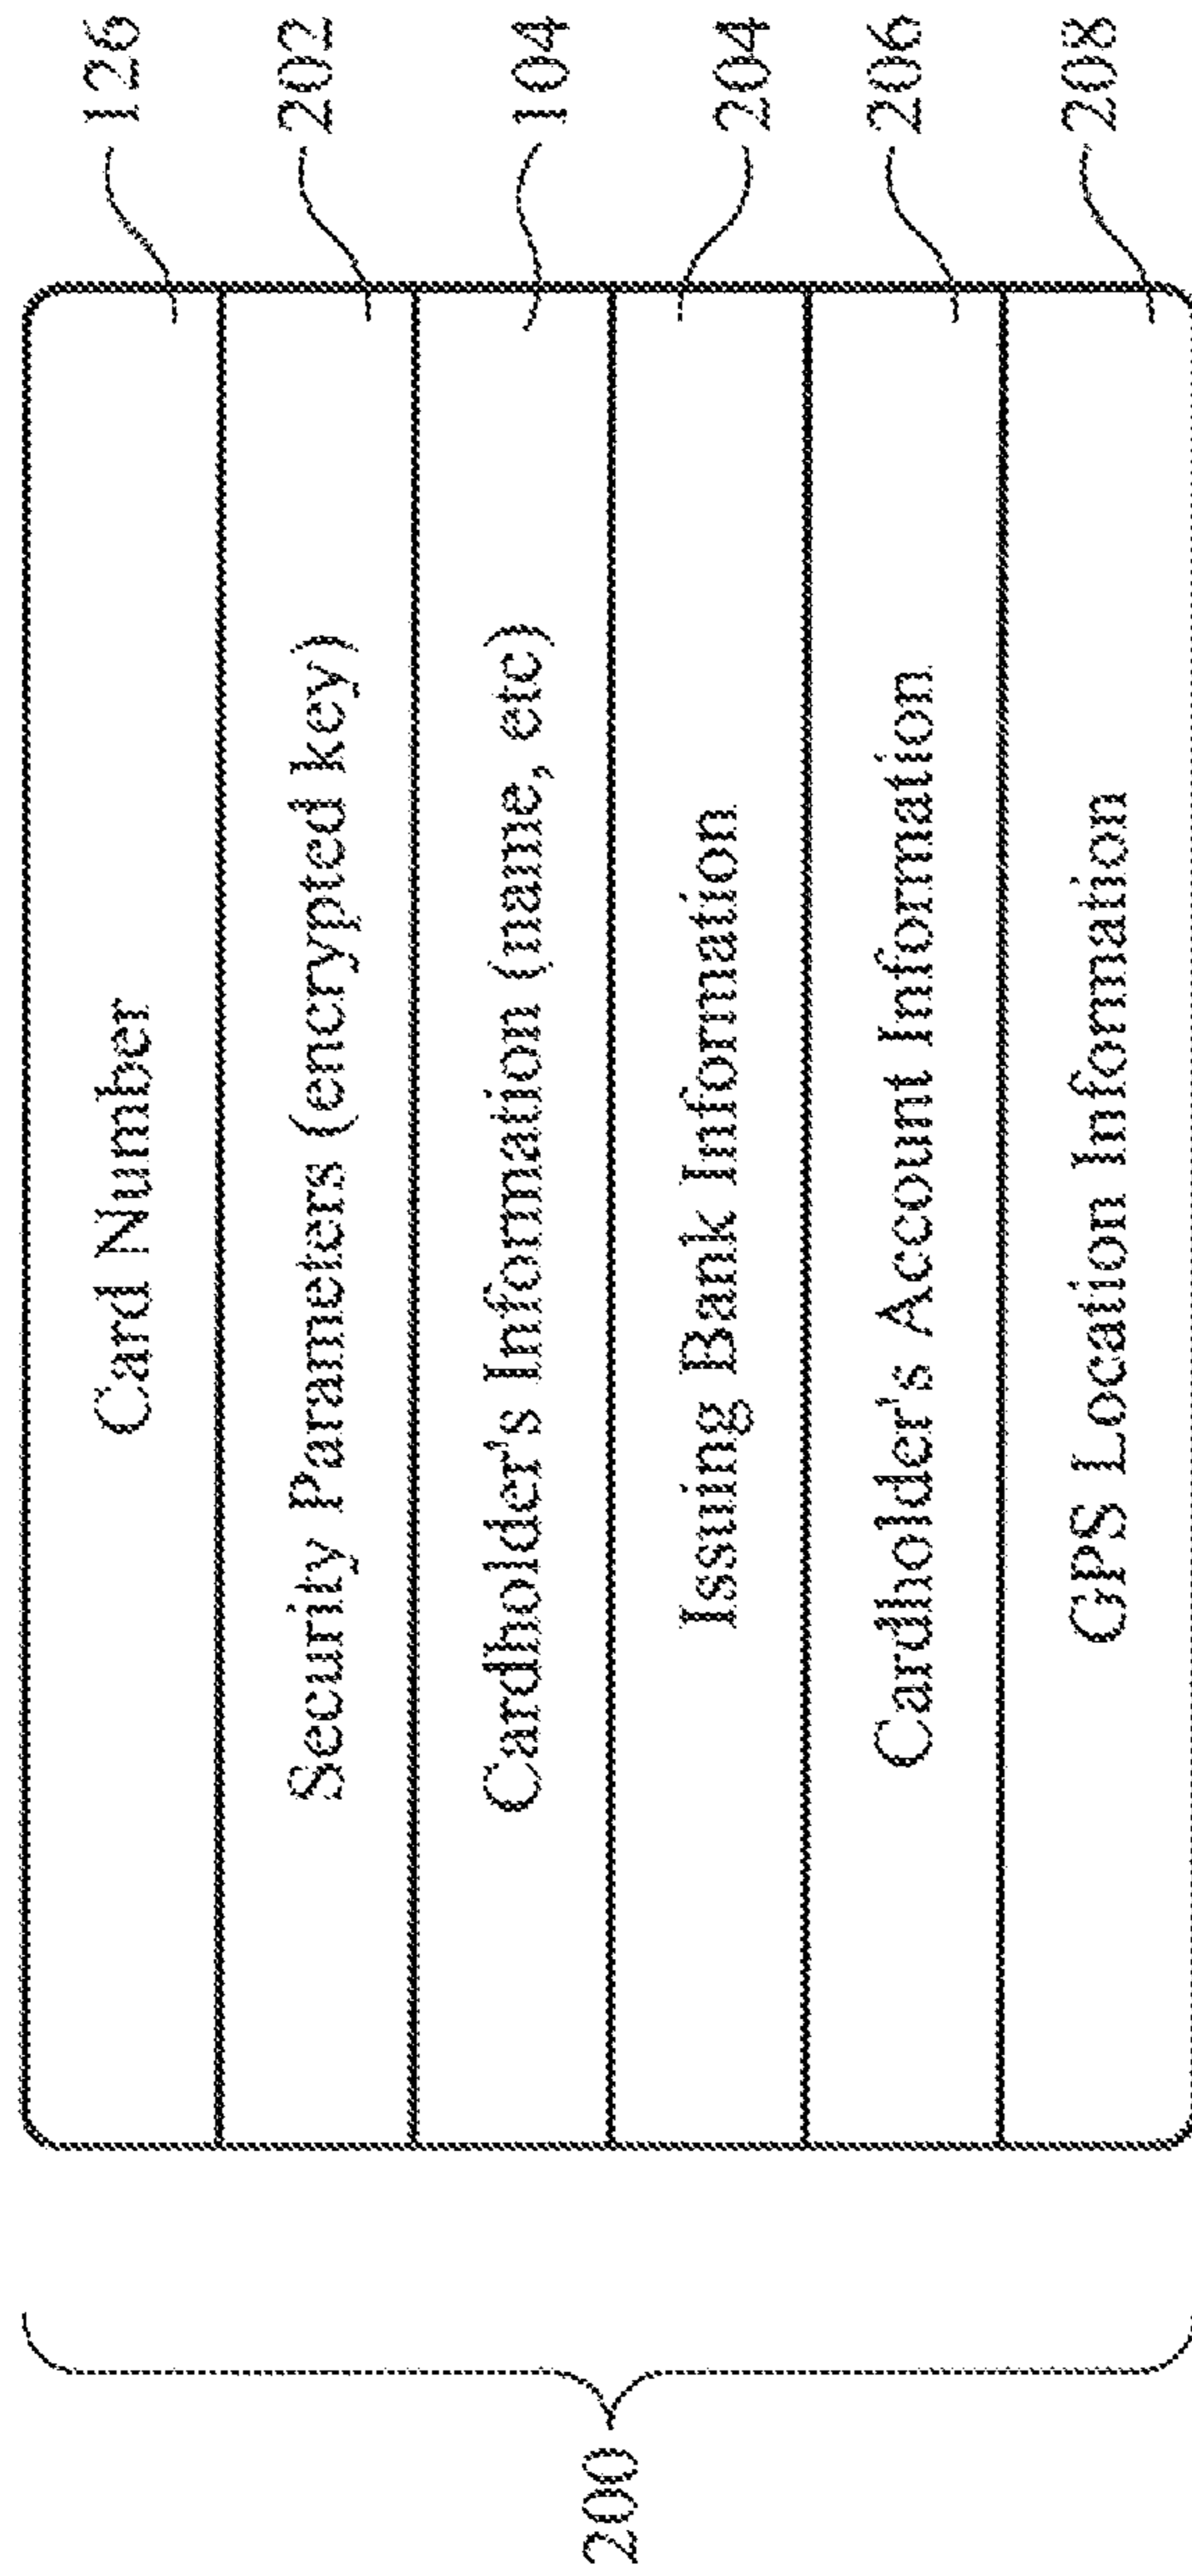 Card Number 126
Security Parameters (encrypted key) 202
Cardholder's Information (name, etc) 104
Issuing Bank Information 204
Cardholder's Account Information 206
GPS Location Information 208
200